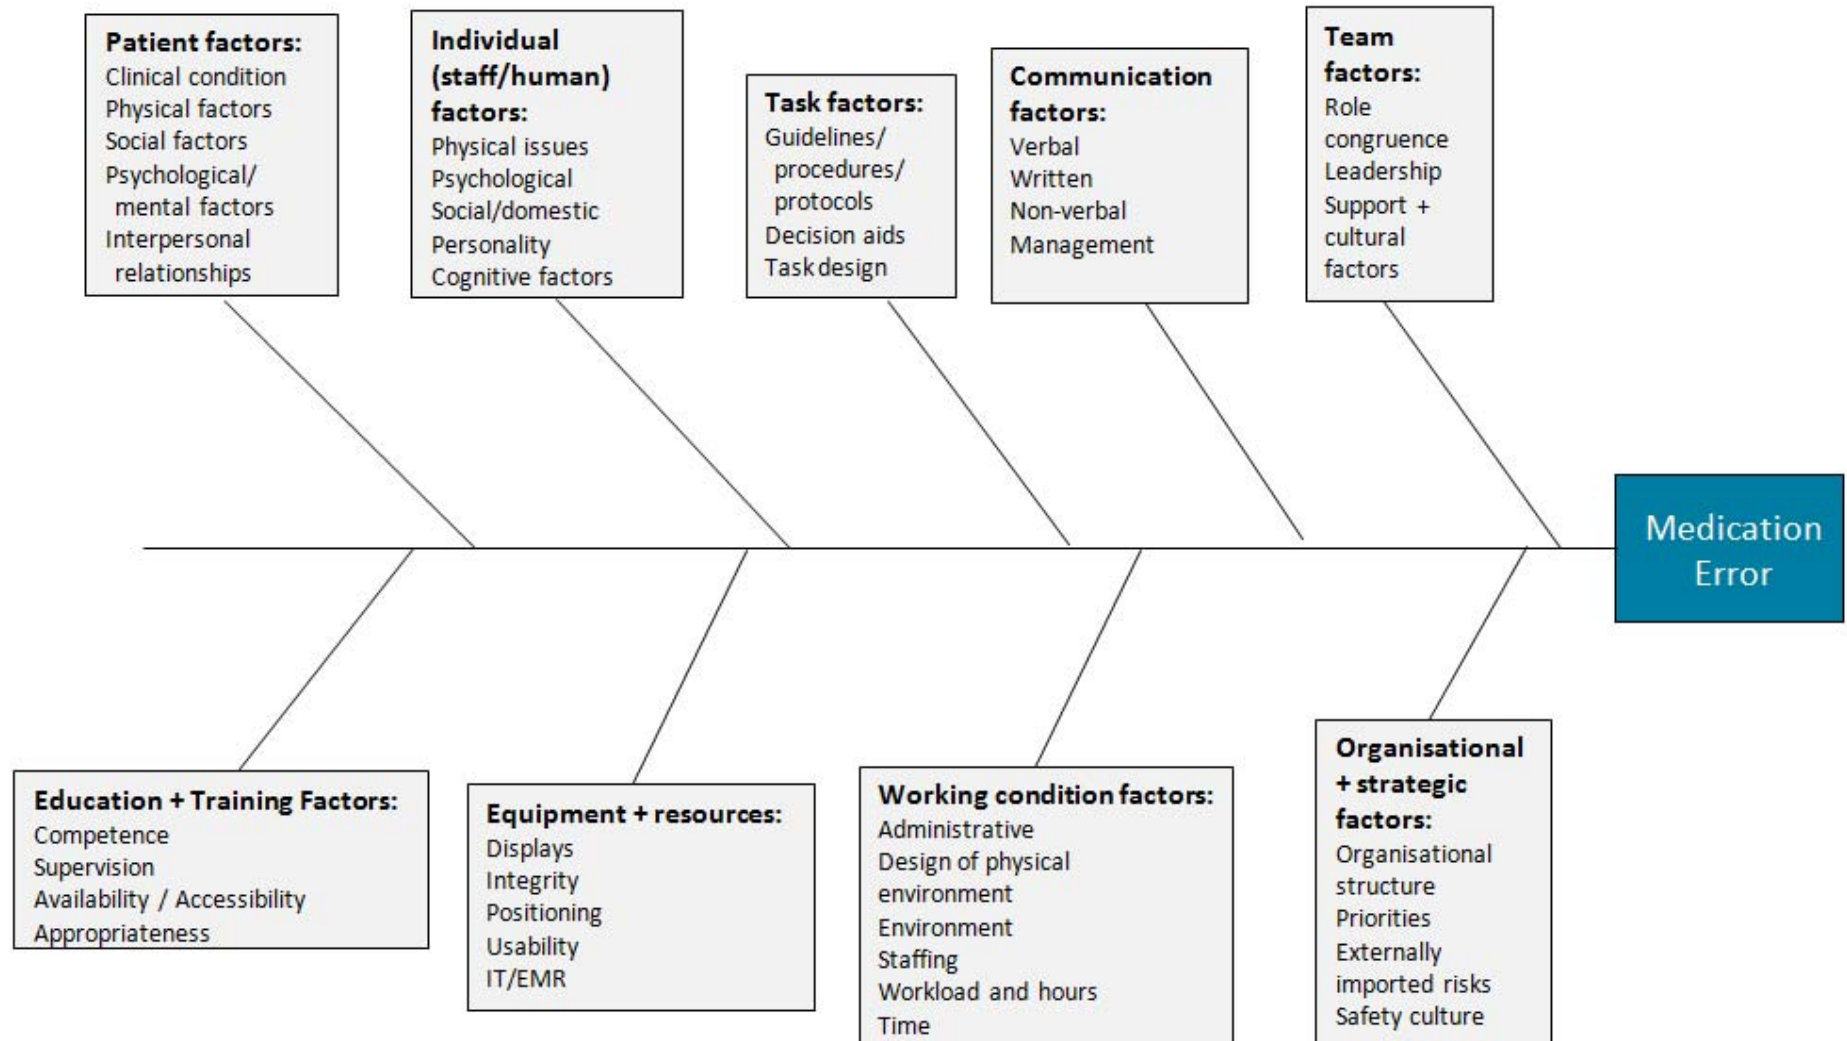 Patient factors:
Clinical condition
Physical factors
Social factors
Psychological/
mental factors
Interpersonal
relationships
Individual
(staff/human)
factors:
Physical issues
Psychological
Social/domestic
Personality
Cognitive factors
Task factors:
Guidelines/
procedures/
protocols
Decision aids
Task design
Communication
factors:
Verbal
Written
Non-verbal
Management
Team
factors:
Role
congruence
Leadership
Support +
cultural
factors
Medication
Error
Education + Training Factors:
Competence
Supervision
Availability / Accessibility
Appropriateness
Equipment + resources:
Displays
Integrity
Positioning
Usability
IT/EMR
Working condition factors:
Administrative
Design of physical
environment
Environment
Staffing
Workload and hours
Time
Organisational
+ strategic
factors:
Organisational
structure
Priorities
Externally
imported risks
Safety culture